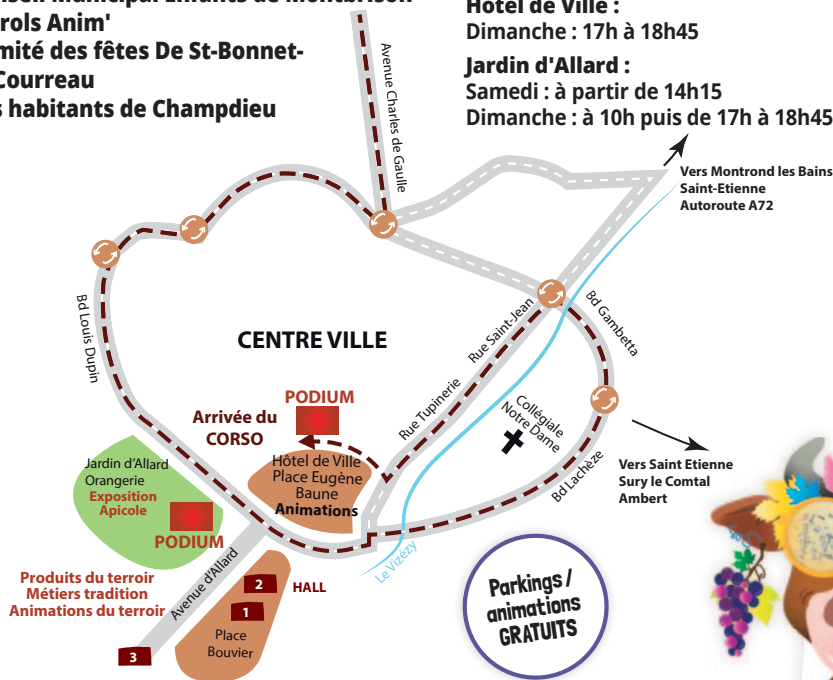 nseil Municipal Enfants de Montbrison
rols Anim'
mité des fêtes De St-Bonnet-
Courreau
s habitants de Champdieu
Hôtel de Ville :
Dimanche : 17h à 18h45
Jardin d'Allard :
Samedi : à partir de 14h15
Dimanche : à 10h puis de 17h à 18h45
Avenue Charles de Gaulle
Vers Montrond les Bains
Saint-Etienne
Autoroute A72
Bd Louis Dupin
CENTRE VILLE
Rue Saint-Jean
Bd Gambetta
Rue Tupinerie
PODIUM
Arrivée du
CORSO
Collégiale
Notre Dame
Hôtel de Ville
Place Eugène
Baune
Animations
Bd Lachèze
Vers Saint Etienne
Sury le Comtal
Ambert
Jardin d'Allard
Orangerie
Exposition
Apicole
PODIUM
Le Vizézy
Produits du terroir
Métiers tradition
Animations du terroir
Avenue d'Allard
HALL
2
1
Place
Bouvier
3
Parkings /
animations
GRATUITS